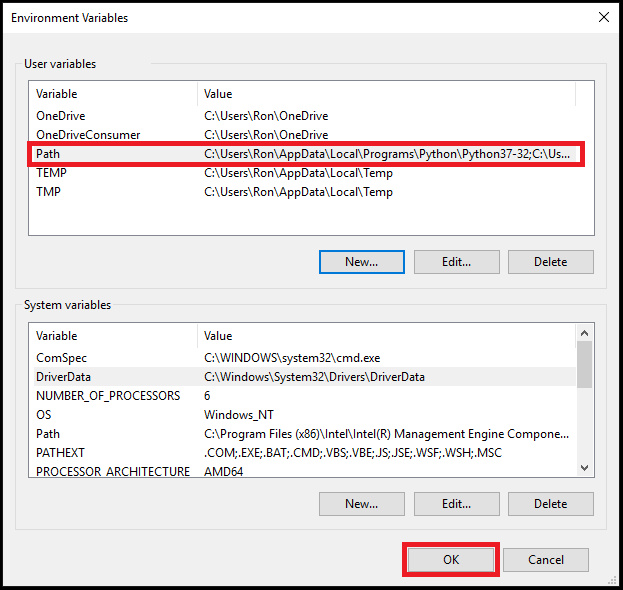 Environment Variables
User variables
Variable Value
OneDrive C:\Users\Ron\OneDrive
OneDriveConsumer C:\Users\Ron\OneDrive
Path C:\Users\Ron\AppData\Local\Programs\Python\Python37-32;C:\Us...
TEMP C:\Users\Ron\AppData\Local\Temp
TMP C:\Users\Ron\AppData\Local\Temp
New... Edit... Delete
System variables
Variable Value
ComSpec C:\WINDOWS\system32\cmd.exe
DriverData C:\Windows\System32\Drivers\DriverData
NUMBER_OF_PROCESSORS 6
OS Windows_NT
Path C:\Program Files (x86)\Intel\Intel(R) Management Engine Compone...
PATHEXT .COM;.EXE;.BAT;.CMD;.VBS;.VBE;.JS;.JSE;.WSF;.WSH;.MSC
PROCESSOR_ARCHITECTURE AMD64
New... Edit... Delete
OK Cancel